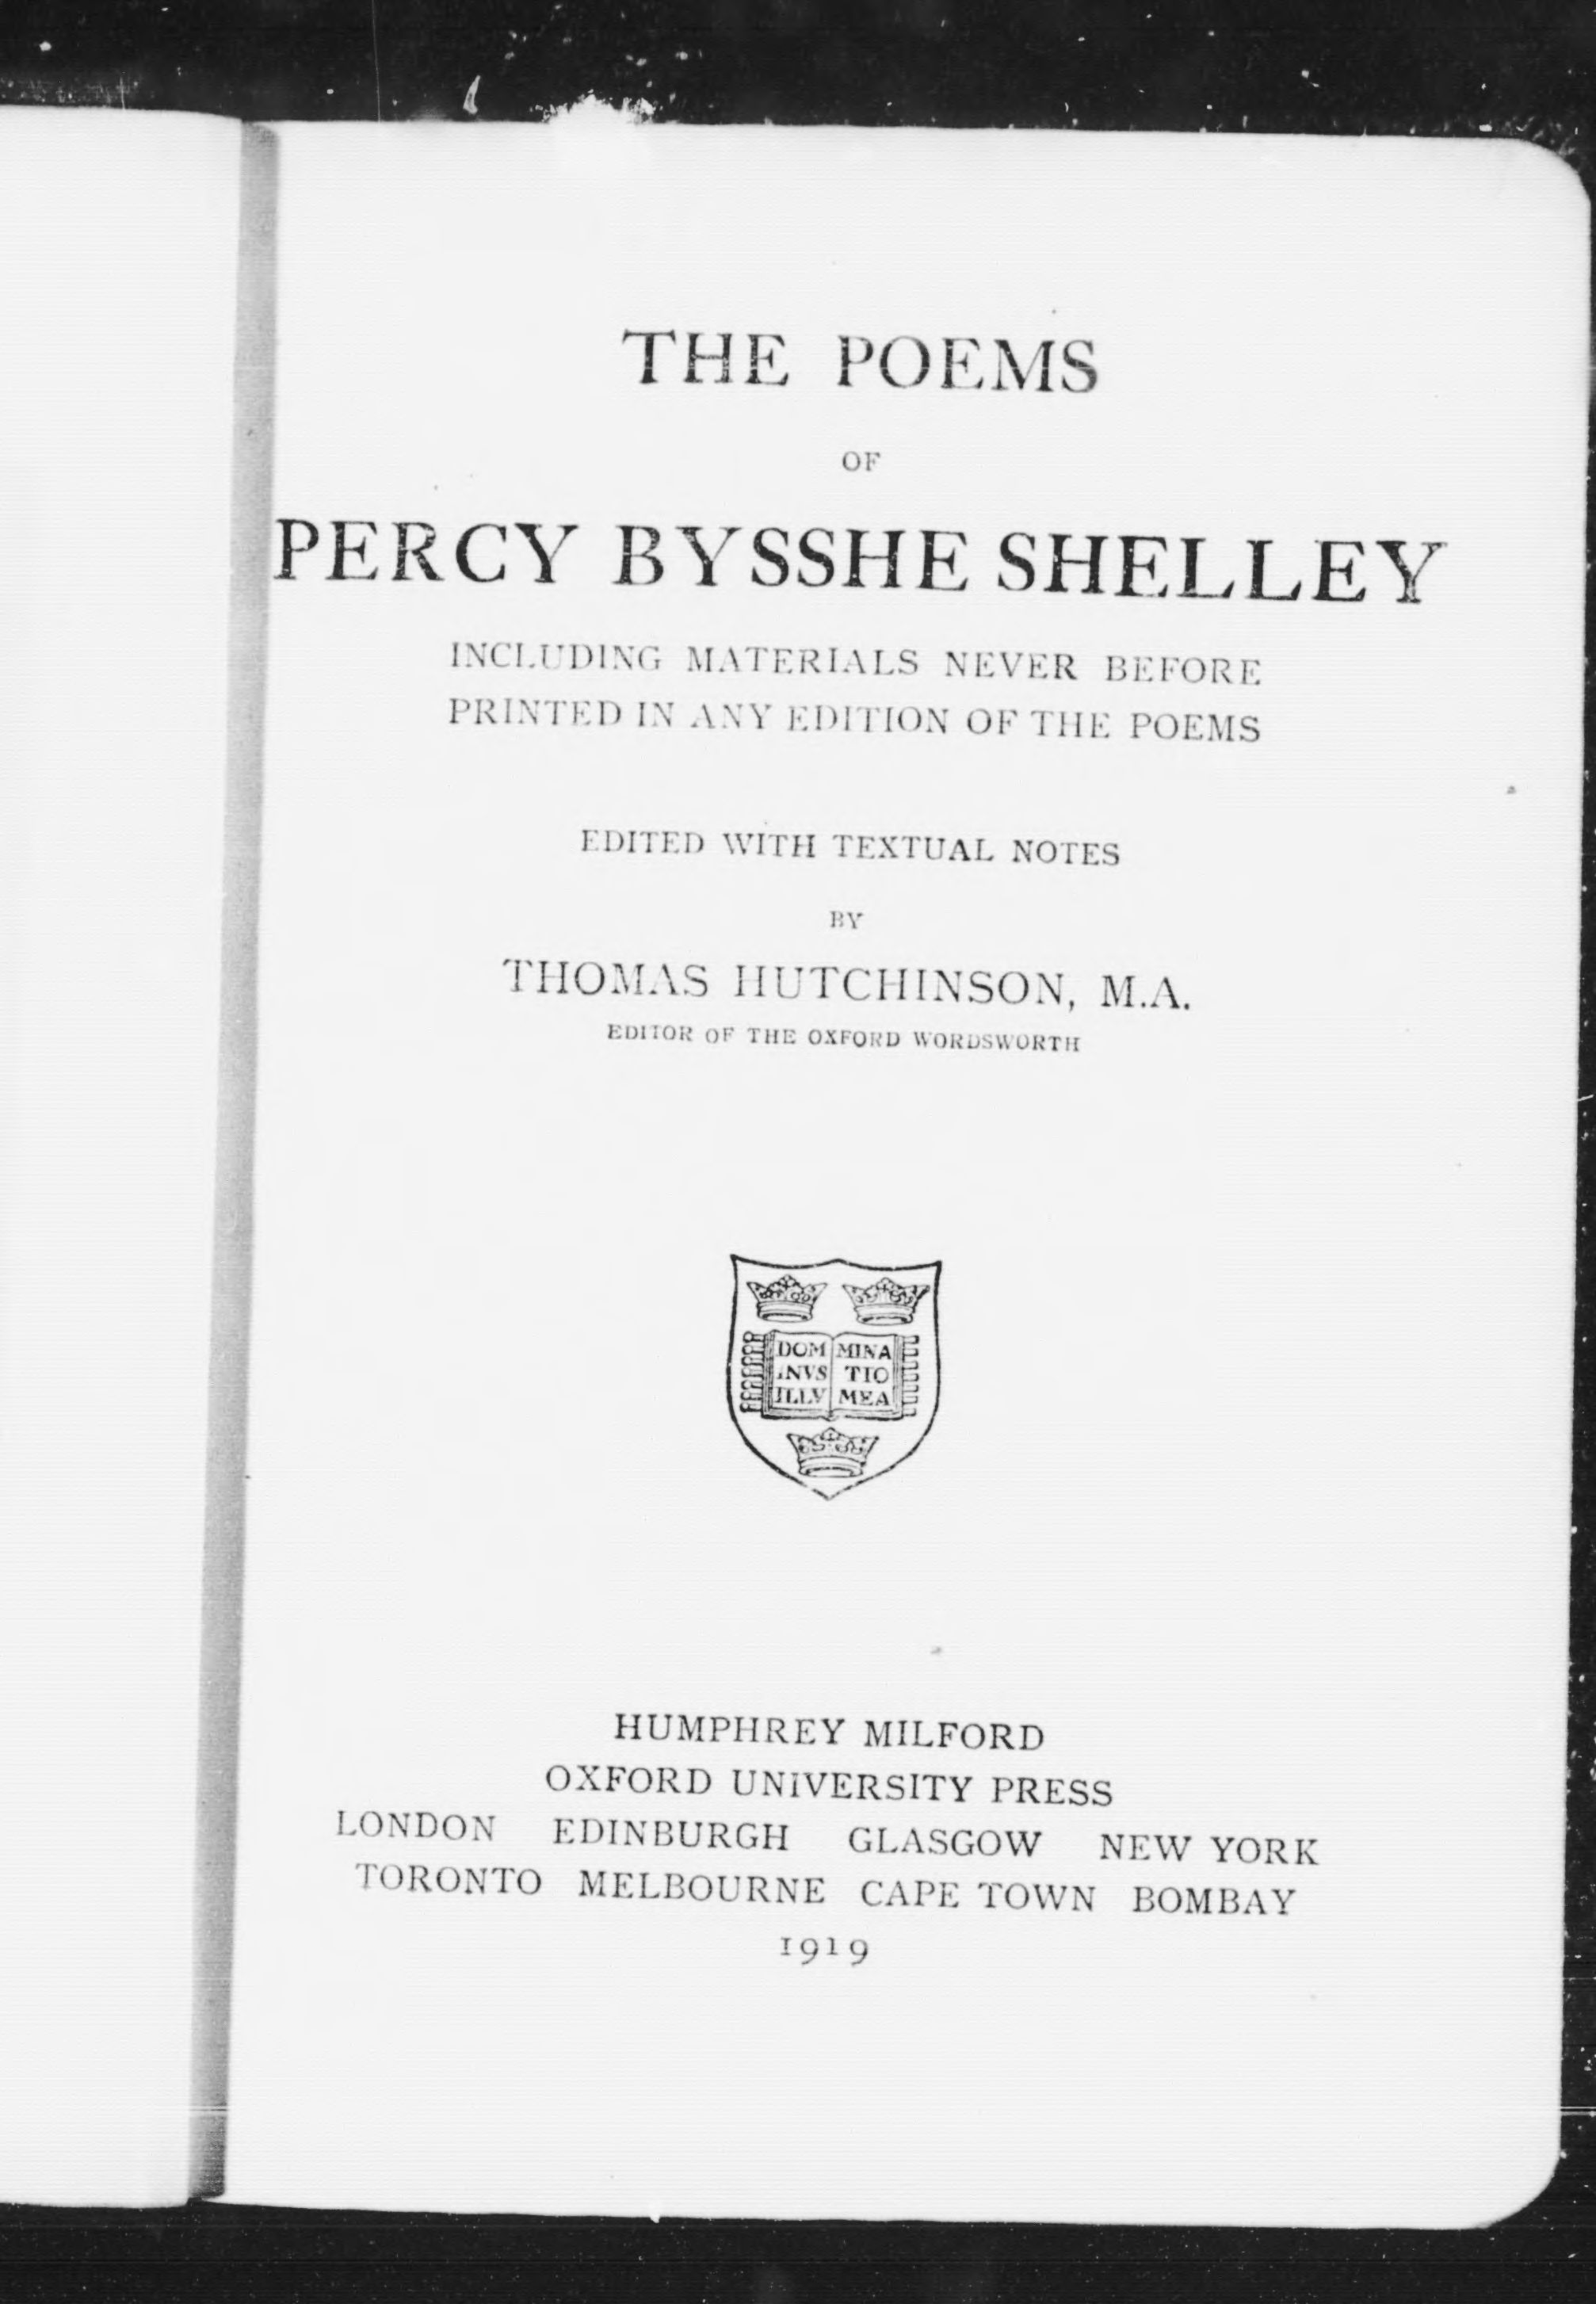 THE POEMS
OF
PERCY BYSSHE SHELLEY
INCLUDING MATERIALS NEVER BEFORE
PRINTED IN ANY EDITION OF THE POEMS
EDITED WITH TEXTUAL NOTES
BY
THOMAS HUTCHINSON, M.A.
EDITOR OF THE OXFORD WORDSWORTH
DOM MINA
INVS TIO
ILLV MEA
HUMPHREY MILFORD
OXFORD UNIVERSITY PRESS
LONDON EDINBURGH GLASGOW NEW YORK
TORONTO MELBOURNE CAPE TOWN BOMBAY
1919